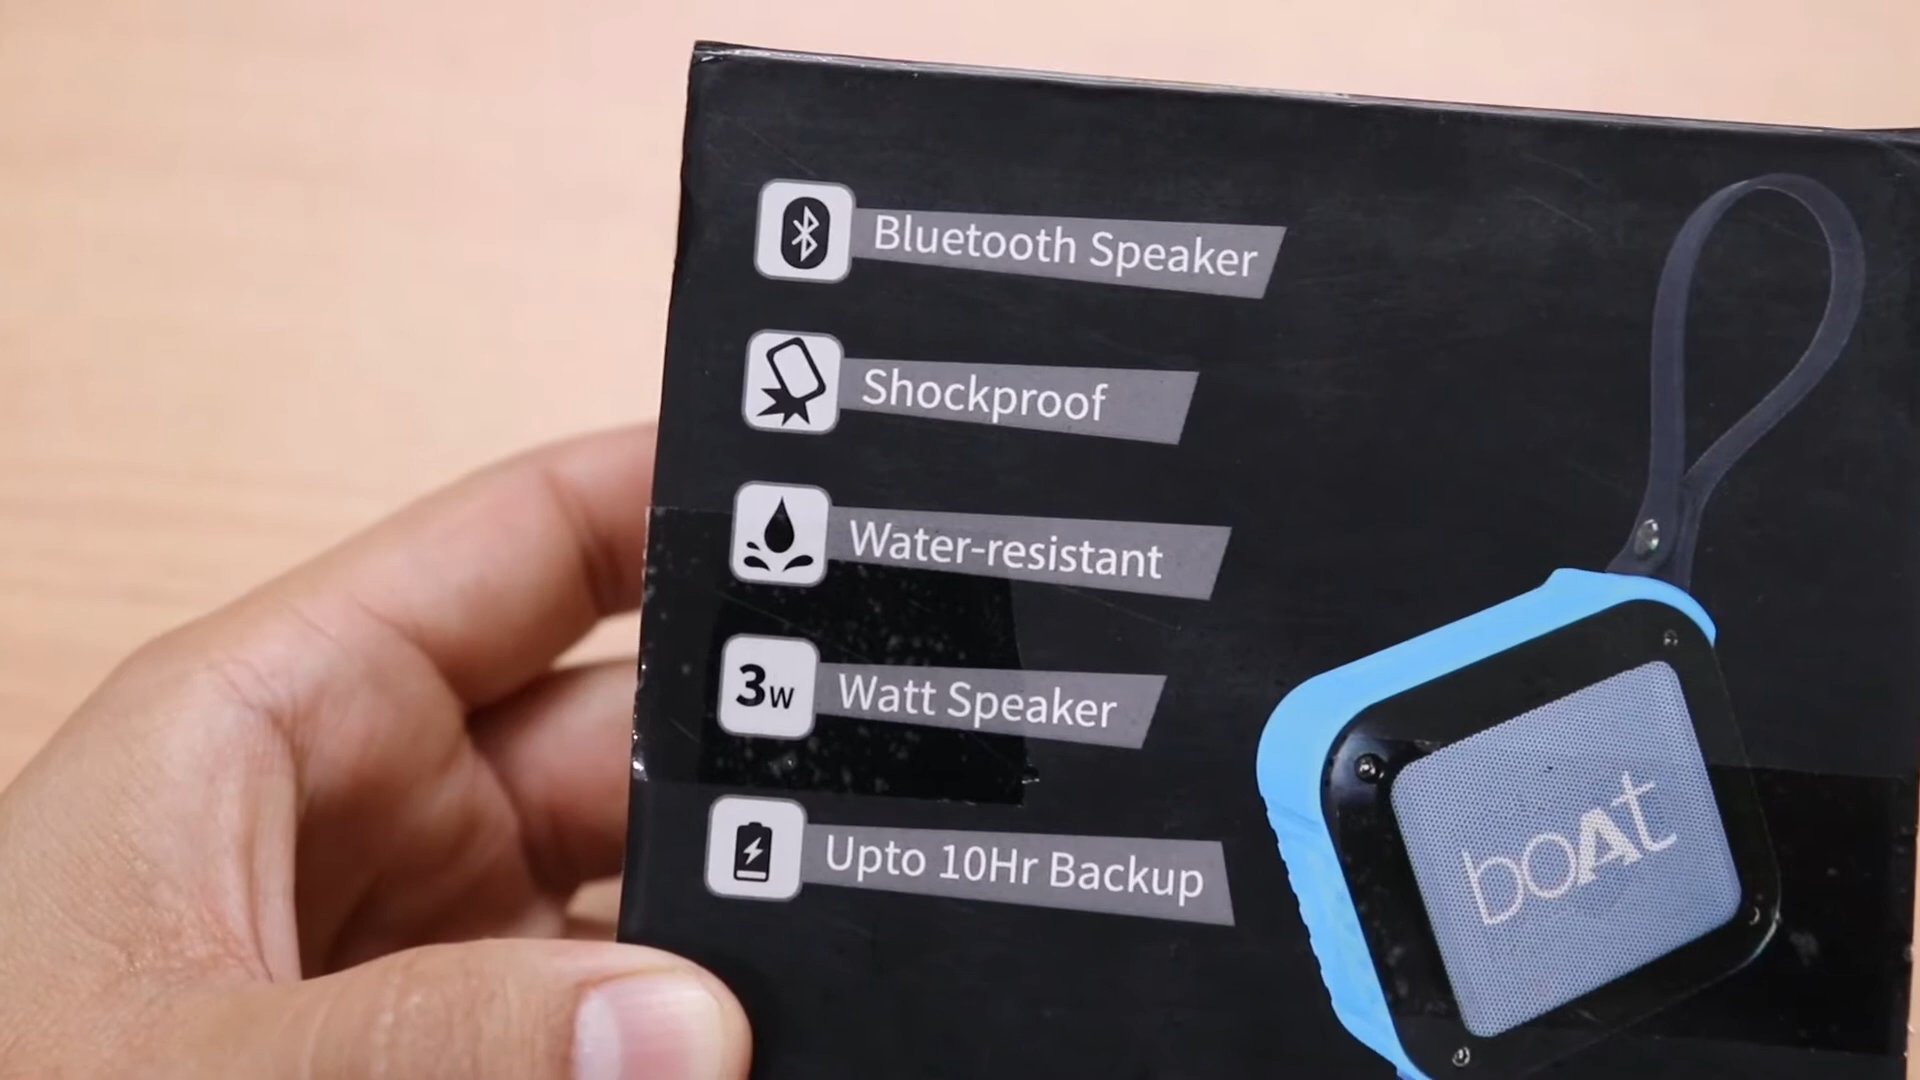 Bluetooth Speaker
Shockproof
Water-resistant
3W Watt Speaker
Upto 10Hr Backup
boAt